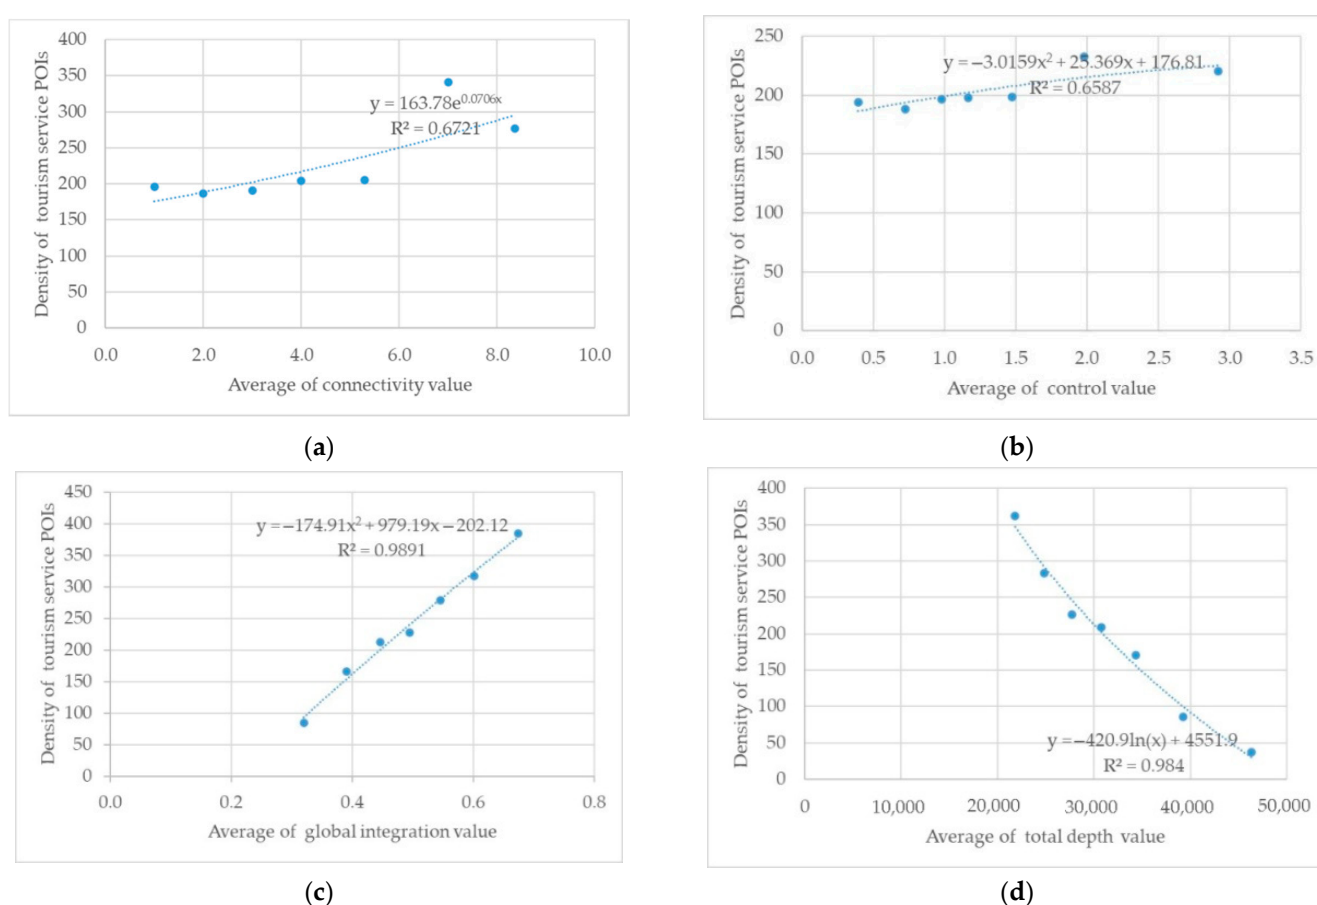 Density of tourism service POIs
400
350
300
250
200
150
100
50
0
y = 163.78e^0.0706x
R² = 0.6721
0.0 2.0 4.0 6.0 8.0 10.0
Average of connectivity value
(a)
Density of tourism service POIs
250
200
150
100
50
0
y = −3.0159x² + 25.369x + 176.81
R² = 0.6587
0.0 0.5 1.0 1.5 2.0 2.5 3.0 3.5
Average of control value
(b)
Density of tourism service POIs
450
400
350
300
250
200
150
100
50
0
y = −174.91x² + 979.19x − 202.12
R² = 0.9891
0.0 0.2 0.4 0.6 0.8
Average of global integration value
(c)
Density of tourism service POIs
400
350
300
250
200
150
100
50
0
y = −420.9ln(x) + 4551.9
R² = 0.984
0 10,000 20,000 30,000 40,000 50,000
Average of total depth value
(d)